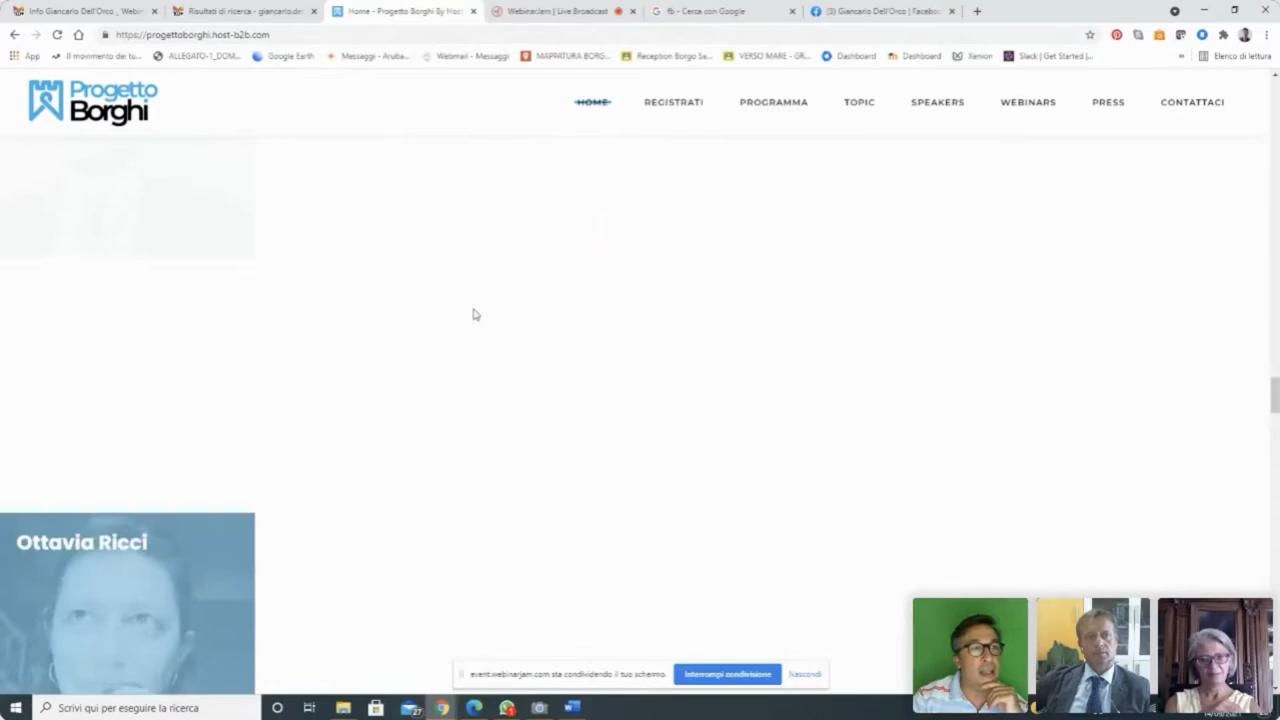 Info Giancarlo Dell'Orco _ Webin
Risultati di ricerca - giancarlo.de
Home - Progetto Borghi By Host
WebinarJam | Live Broadcast
fb - Cerca con Google
(3) Giancarlo Dell'Orco | Facebo
https://progettoborghi.host-b2b.com
App
Il movimento dei tu...
ALLEGATO-1_DOM...
Google Earth
Messaggi - Aruba...
Webmail - Messaggi
MAPPATURA BORG...
Reception Borgo Sa...
VERSO MARE - GR...
Dashboard
Dashboard
Xenion
Slack | Get Started |...
»
Elenco di lettura
Progetto
Borghi
HOME
REGISTRATI
PROGRAMMA
TOPIC
SPEAKERS
WEBINARS
PRESS
CONTATTACI
Ottavia Ricci
event.webinarjam.com sta condividendo il tuo schermo.
Interrompi condivisione
Nascondi
Scrivi qui per eseguire la ricerca
27